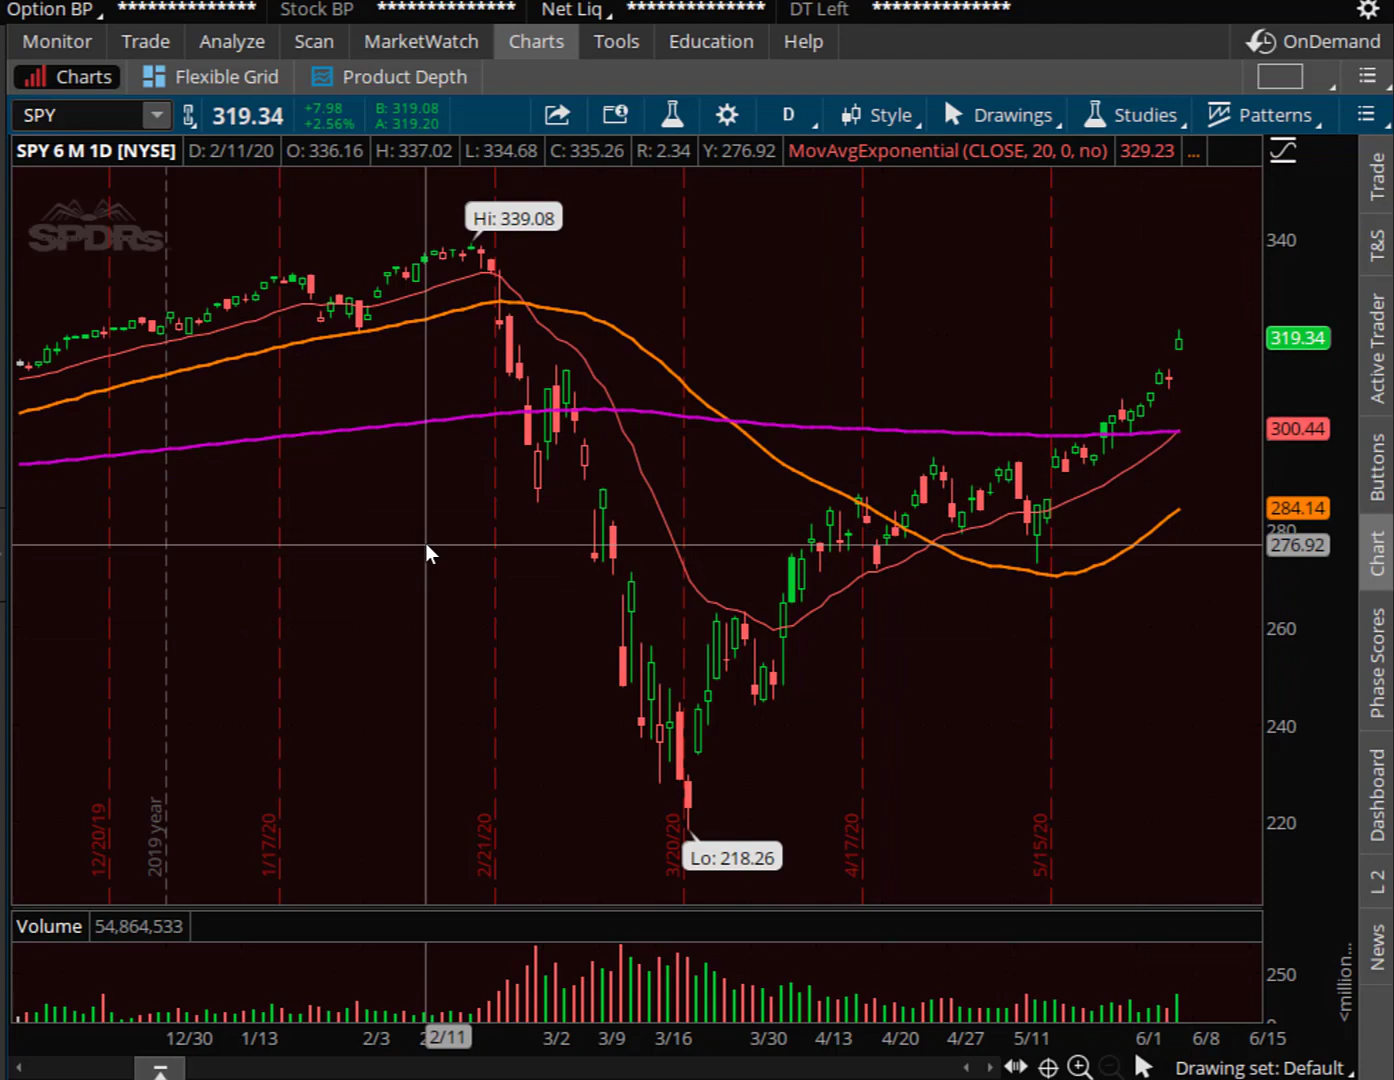 Option BP ************** Stock BP ************** Net Liq ************** DT Left **************
Monitor Trade Analyze Scan MarketWatch Charts Tools Education Help OnDemand
Charts Flexible Grid Product Depth
SPY 319.34 +7.98 B: 319.08 D Style Drawings Studies Patterns
+2.56% A: 319.20
SPY 6 M 1D [NYSE] D: 2/11/20 O: 336.16 H: 337.02 L: 334.68 C: 335.26 R: 2.34 Y: 276.92 MovAvgExponential (CLOSE, 20, 0, no) 329.23 ...
SPDRs
Hi: 339.08
340
319.34
300.44
284.14
280
276.92
260
240
220
Lo: 218.26
12/20/19
2019 year
1/17/20
2/21/20
3/20/20
4/17/20
5/15/20
Volume 54,864,533
250
0
<million...
12/30 1/13 2/3 2/11 3/2 3/9 3/16 3/30 4/13 4/20 4/27 5/11 6/1 6/8 6/15
Drawing set: Default
Trade
T&S
Active Trader
Buttons
Chart
Phase Scores
Dashboard
L 2
News